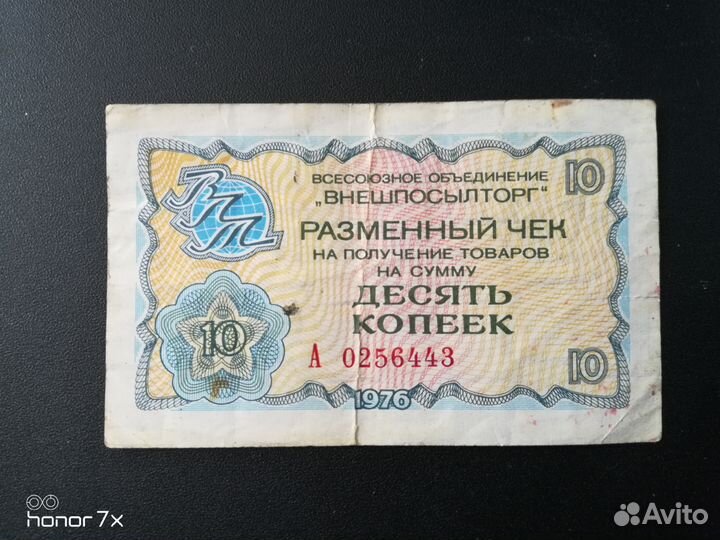 ВПТ
ВСЕСОЮЗНОЕ ОБЪЕДИНЕНИЕ
„ВНЕШПОСЫЛТОРГ“
10
РАЗМЕННЫЙ ЧЕК
НА ПОЛУЧЕНИЕ ТОВАРОВ
НА СУММУ
ДЕСЯТЬ
КОПЕЕК
10
А 0256443
10
1976
honor 7x
Avito